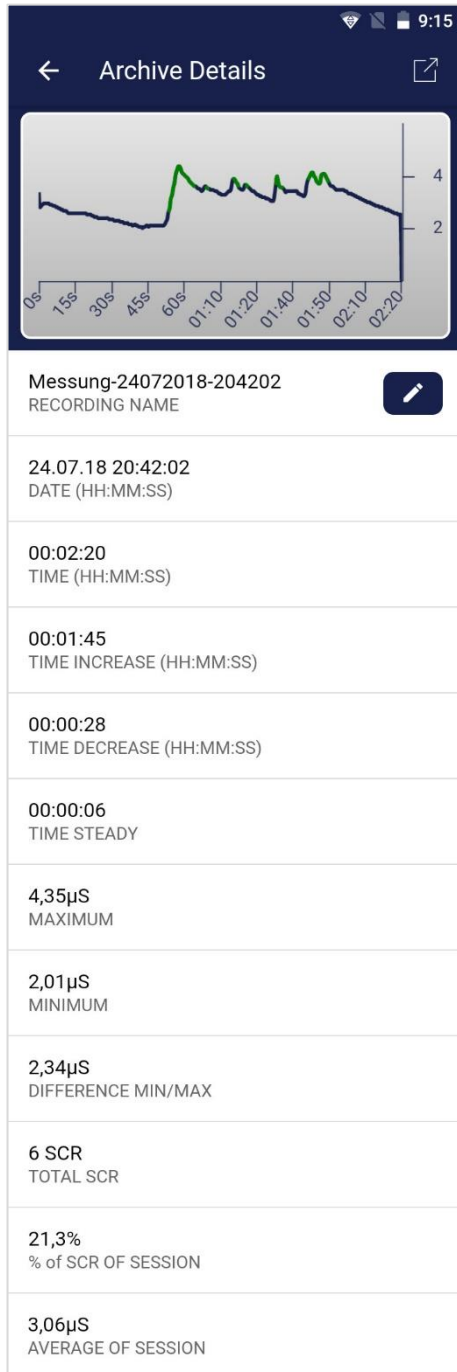 9:15
Archive Details
4
2
0s 15s 30s 45s 60s 01:10 01:20 01:40 01:50 02:10 02:20
Messung-24072018-204202
RECORDING NAME
24.07.18 20:42:02
DATE (HH:MM:SS)
00:02:20
TIME (HH:MM:SS)
00:01:45
TIME INCREASE (HH:MM:SS)
00:00:28
TIME DECREASE (HH:MM:SS)
00:00:06
TIME STEADY
4,35µS
MAXIMUM
2,01µS
MINIMUM
2,34µS
DIFFERENCE MIN/MAX
6 SCR
TOTAL SCR
21,3%
% of SCR OF SESSION
3,06µS
AVERAGE OF SESSION